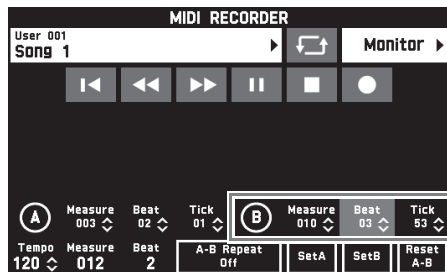 MIDI RECORDER
User 001
Song 1
Monitor
A Measure 003 Beat 02 Tick 01 B Measure 010 Beat 03 Tick 53
Tempo 120 Measure 012 Beat 2 A-B Repeat Off SetA SetB Reset A-B